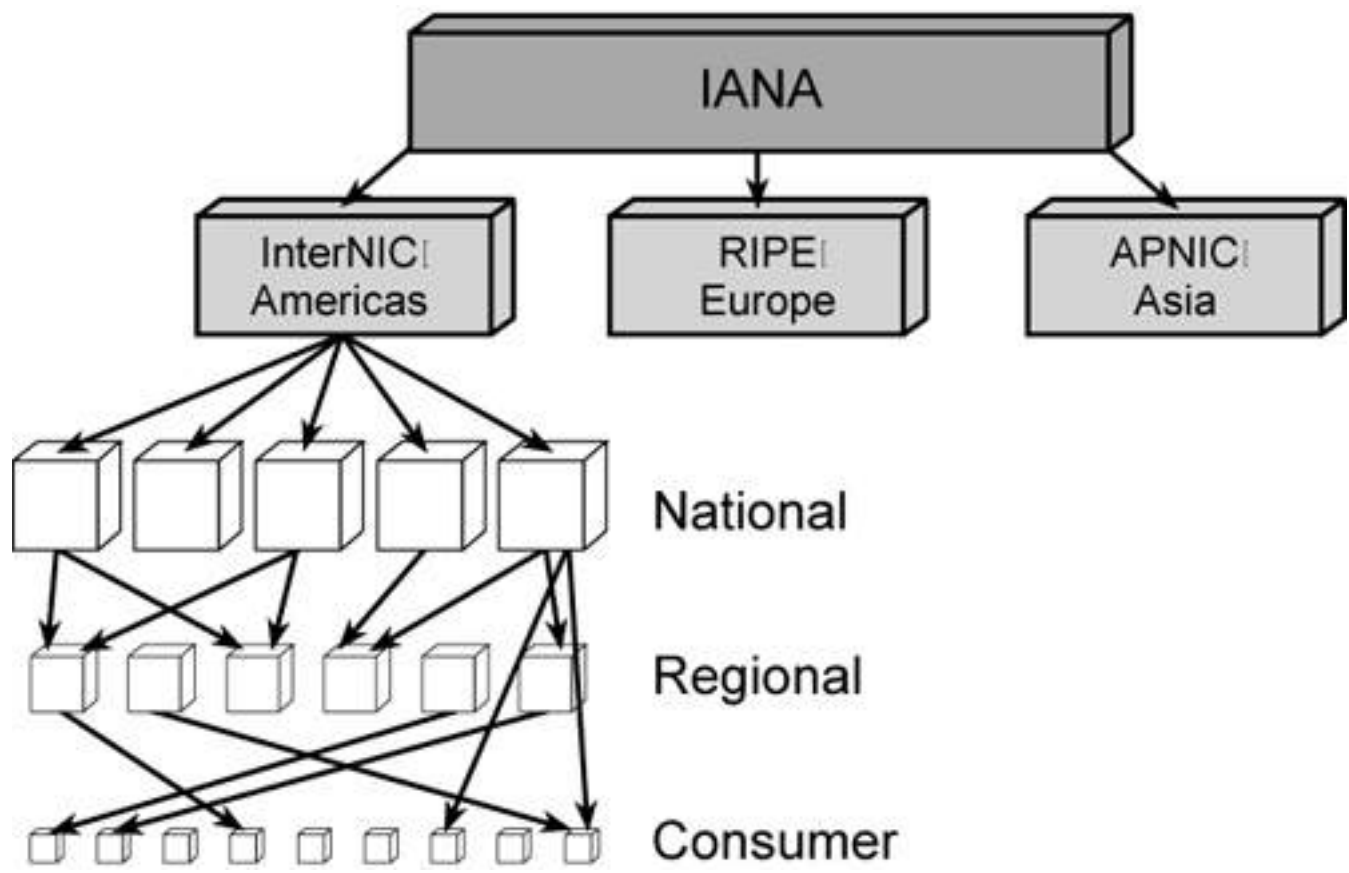 IANA
InterNIC
Americas
RIPE
Europe
APNIC
Asia
National
Regional
Consumer